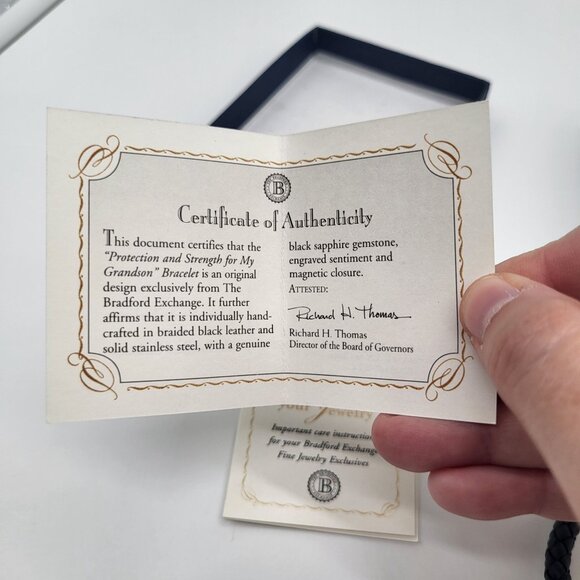 B
Certificate of Authenticity
This document certifies that the
“Protection and Strength for My
Grandson” Bracelet is an original
design exclusively from The
Bradford Exchange. It further
affirms that it is individually hand-
crafted in braided black leather and
solid stainless steel, with a genuine
black sapphire gemstone,
engraved sentiment and
magnetic closure.
ATTESTED:
Richard H. Thomas
Richard H. Thomas
Director of the Board of Governors
your Jewelry
Important care instruction
for your Bradford Exchange
Fine Jewelry Exclusives
B